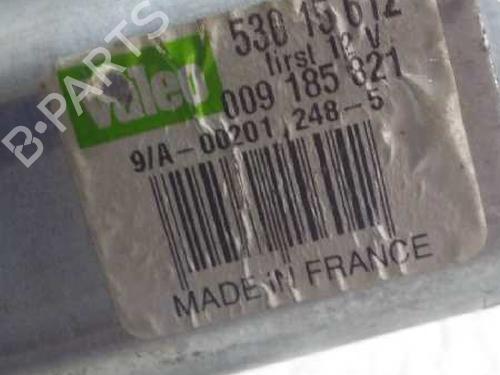 Valeo
530 15 612
first 12 V
009 185 821
9/A-00201 248-5
MADE IN FRANCE
B-PARTS